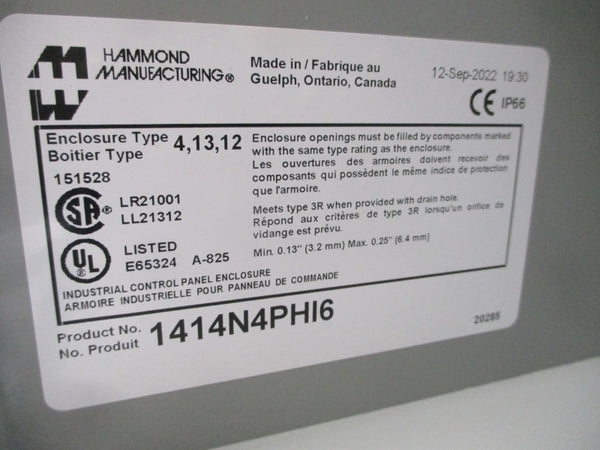 HAMMOND
MANUFACTURING®
Made in / Fabrique au
Guelph, Ontario, Canada
12-Sep-2022 19:30
CE IP66
Enclosure Type 4,13,12
Boitier Type
151528
SA ® LR21001
LL21312
UL ® LISTED
E65324 A-825
Enclosure openings must be filled by components marked
with the same type rating as the enclosure.
Les ouvertures des armoires doivent recevoir des
composants qui possèdent le même indice de protection
que l'armoire.
Meets type 3R when provided with drain hole.
Répond aux critères de type 3R lorsqu'un orifice de
vidange est prévu.
Min. 0.13" (3.2 mm) Max. 0.25" (6.4 mm)
INDUSTRIAL CONTROL PANEL ENCLOSURE
ARMOIRE INDUSTRIELLE POUR PANNEAU DE COMMANDE
Product No. 1414N4PHI6
No. Produit
20285